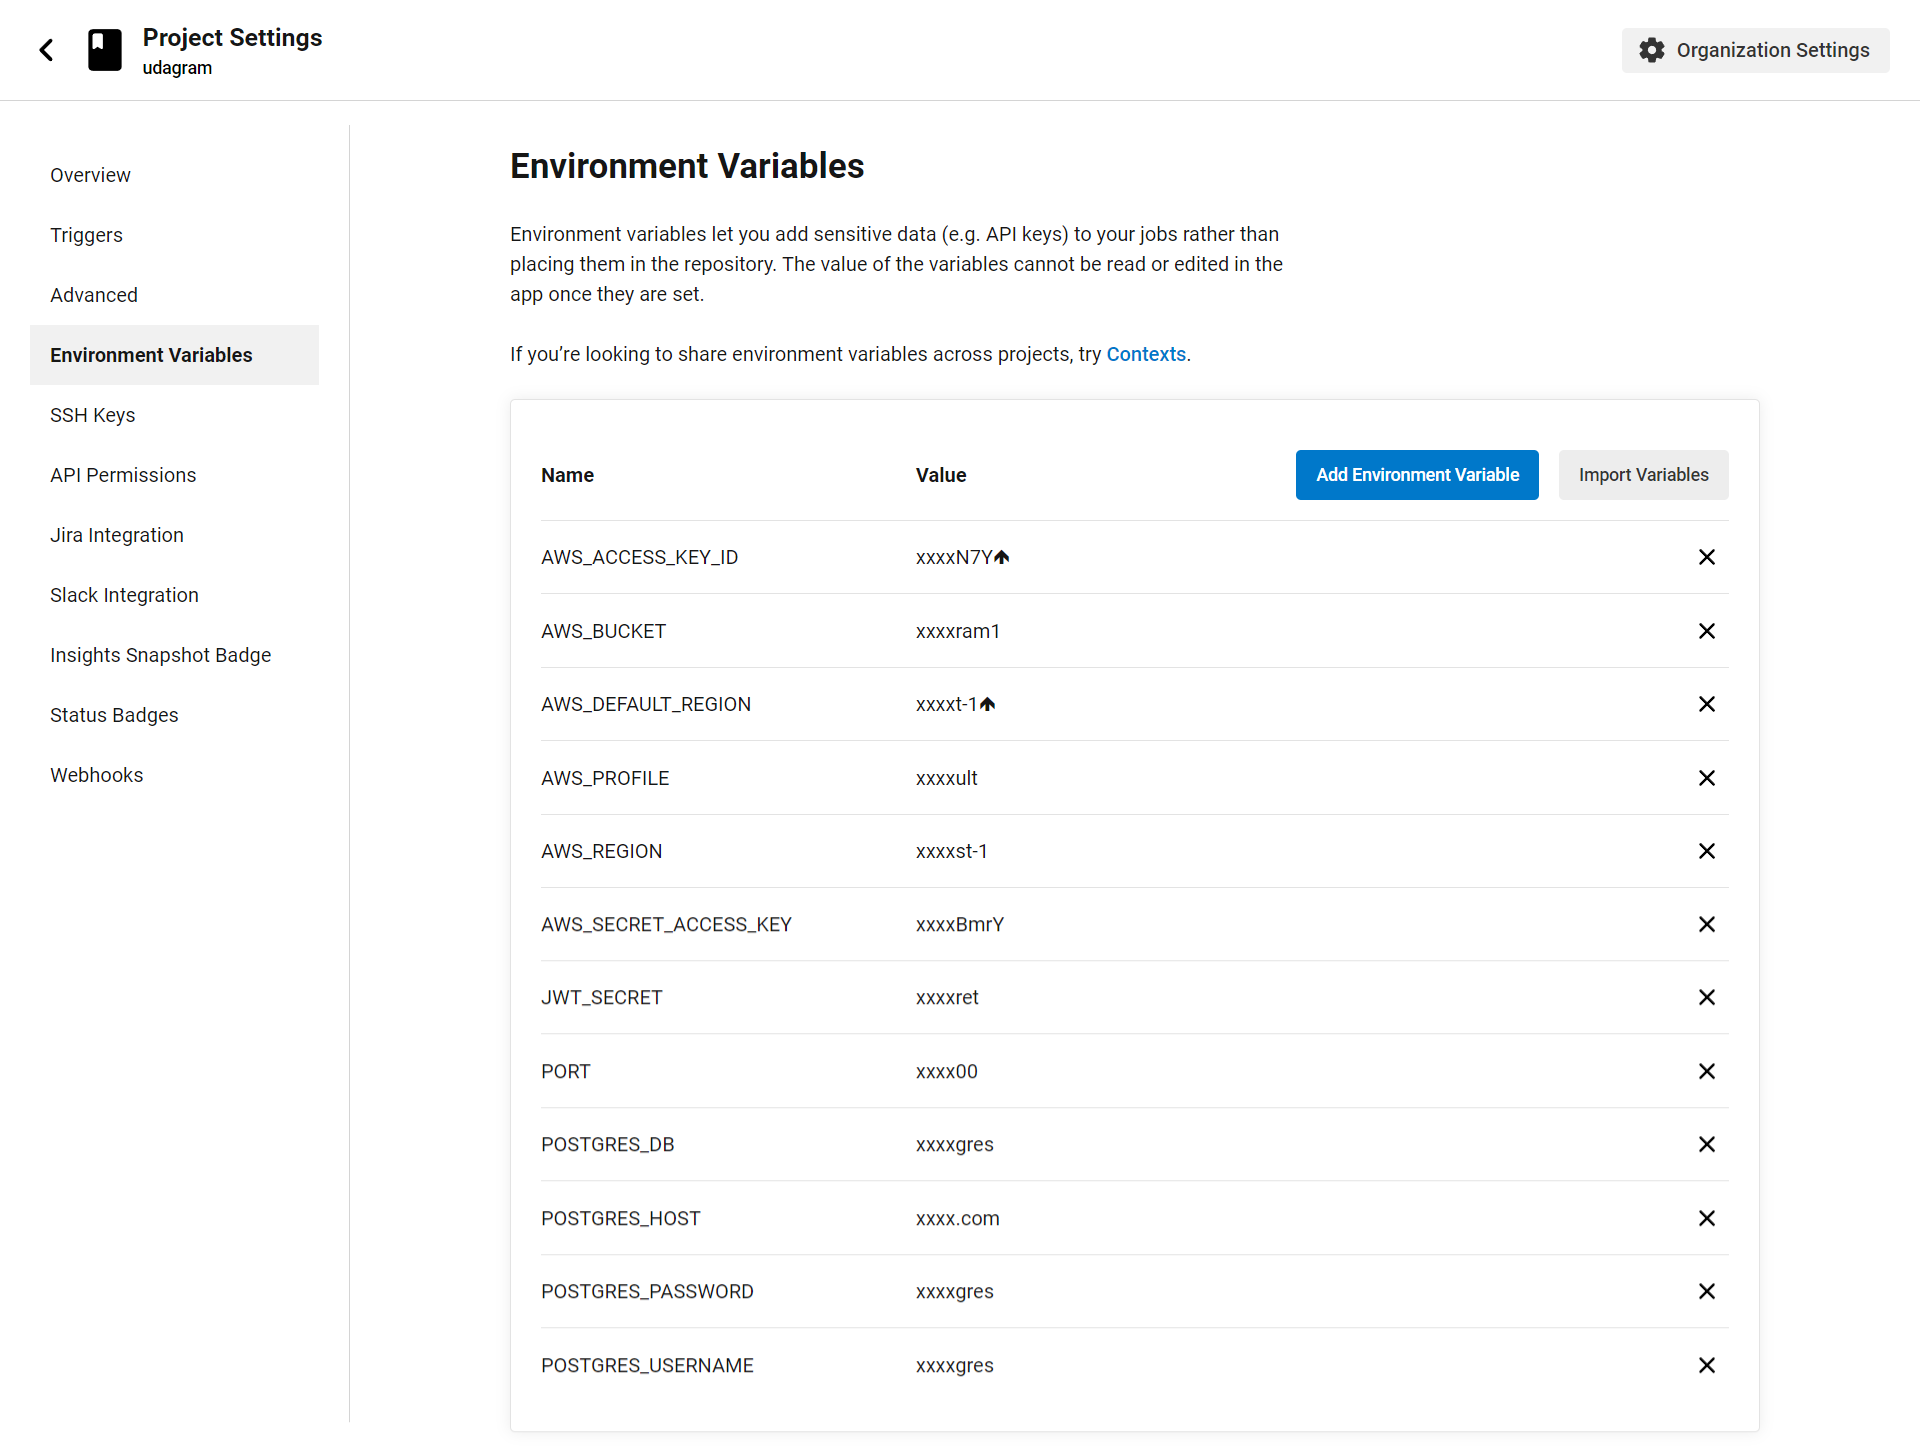 Project Settings
udagram
Organization Settings
Overview
Triggers
Advanced
Environment Variables
SSH Keys
API Permissions
Jira Integration
Slack Integration
Insights Snapshot Badge
Status Badges
Webhooks
Environment Variables
Environment variables let you add sensitive data (e.g. API keys) to your jobs rather than
placing them in the repository. The value of the variables cannot be read or edited in the
app once they are set.
If you’re looking to share environment variables across projects, try Contexts.
Name Value Add Environment Variable Import Variables
AWS_ACCESS_KEY_ID xxxxN7Y🡅
AWS_BUCKET xxxxram1
AWS_DEFAULT_REGION xxxxt-1🡅
AWS_PROFILE xxxxult
AWS_REGION xxxxst-1
AWS_SECRET_ACCESS_KEY xxxxBmrY
JWT_SECRET xxxxret
PORT xxxx00
POSTGRES_DB xxxxgres
POSTGRES_HOST xxxx.com
POSTGRES_PASSWORD xxxxgres
POSTGRES_USERNAME xxxxgres